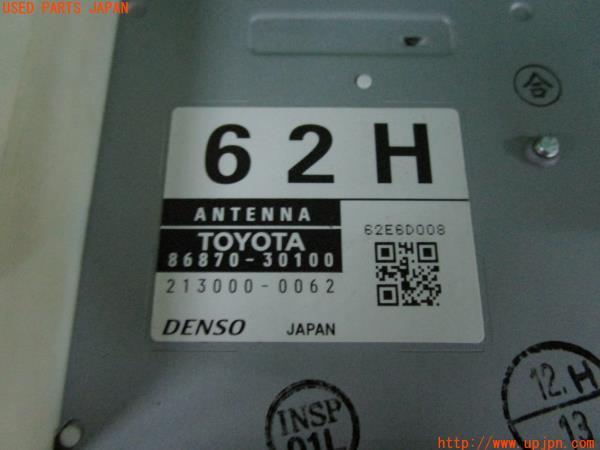 USED PARTS JAPAN
合
62H
ANTENNA
TOYOTA
86870-30100
213000-0062
62E6D008
DENSO JAPAN
INSP
01L
12.H
13
http://www.upjpn.com